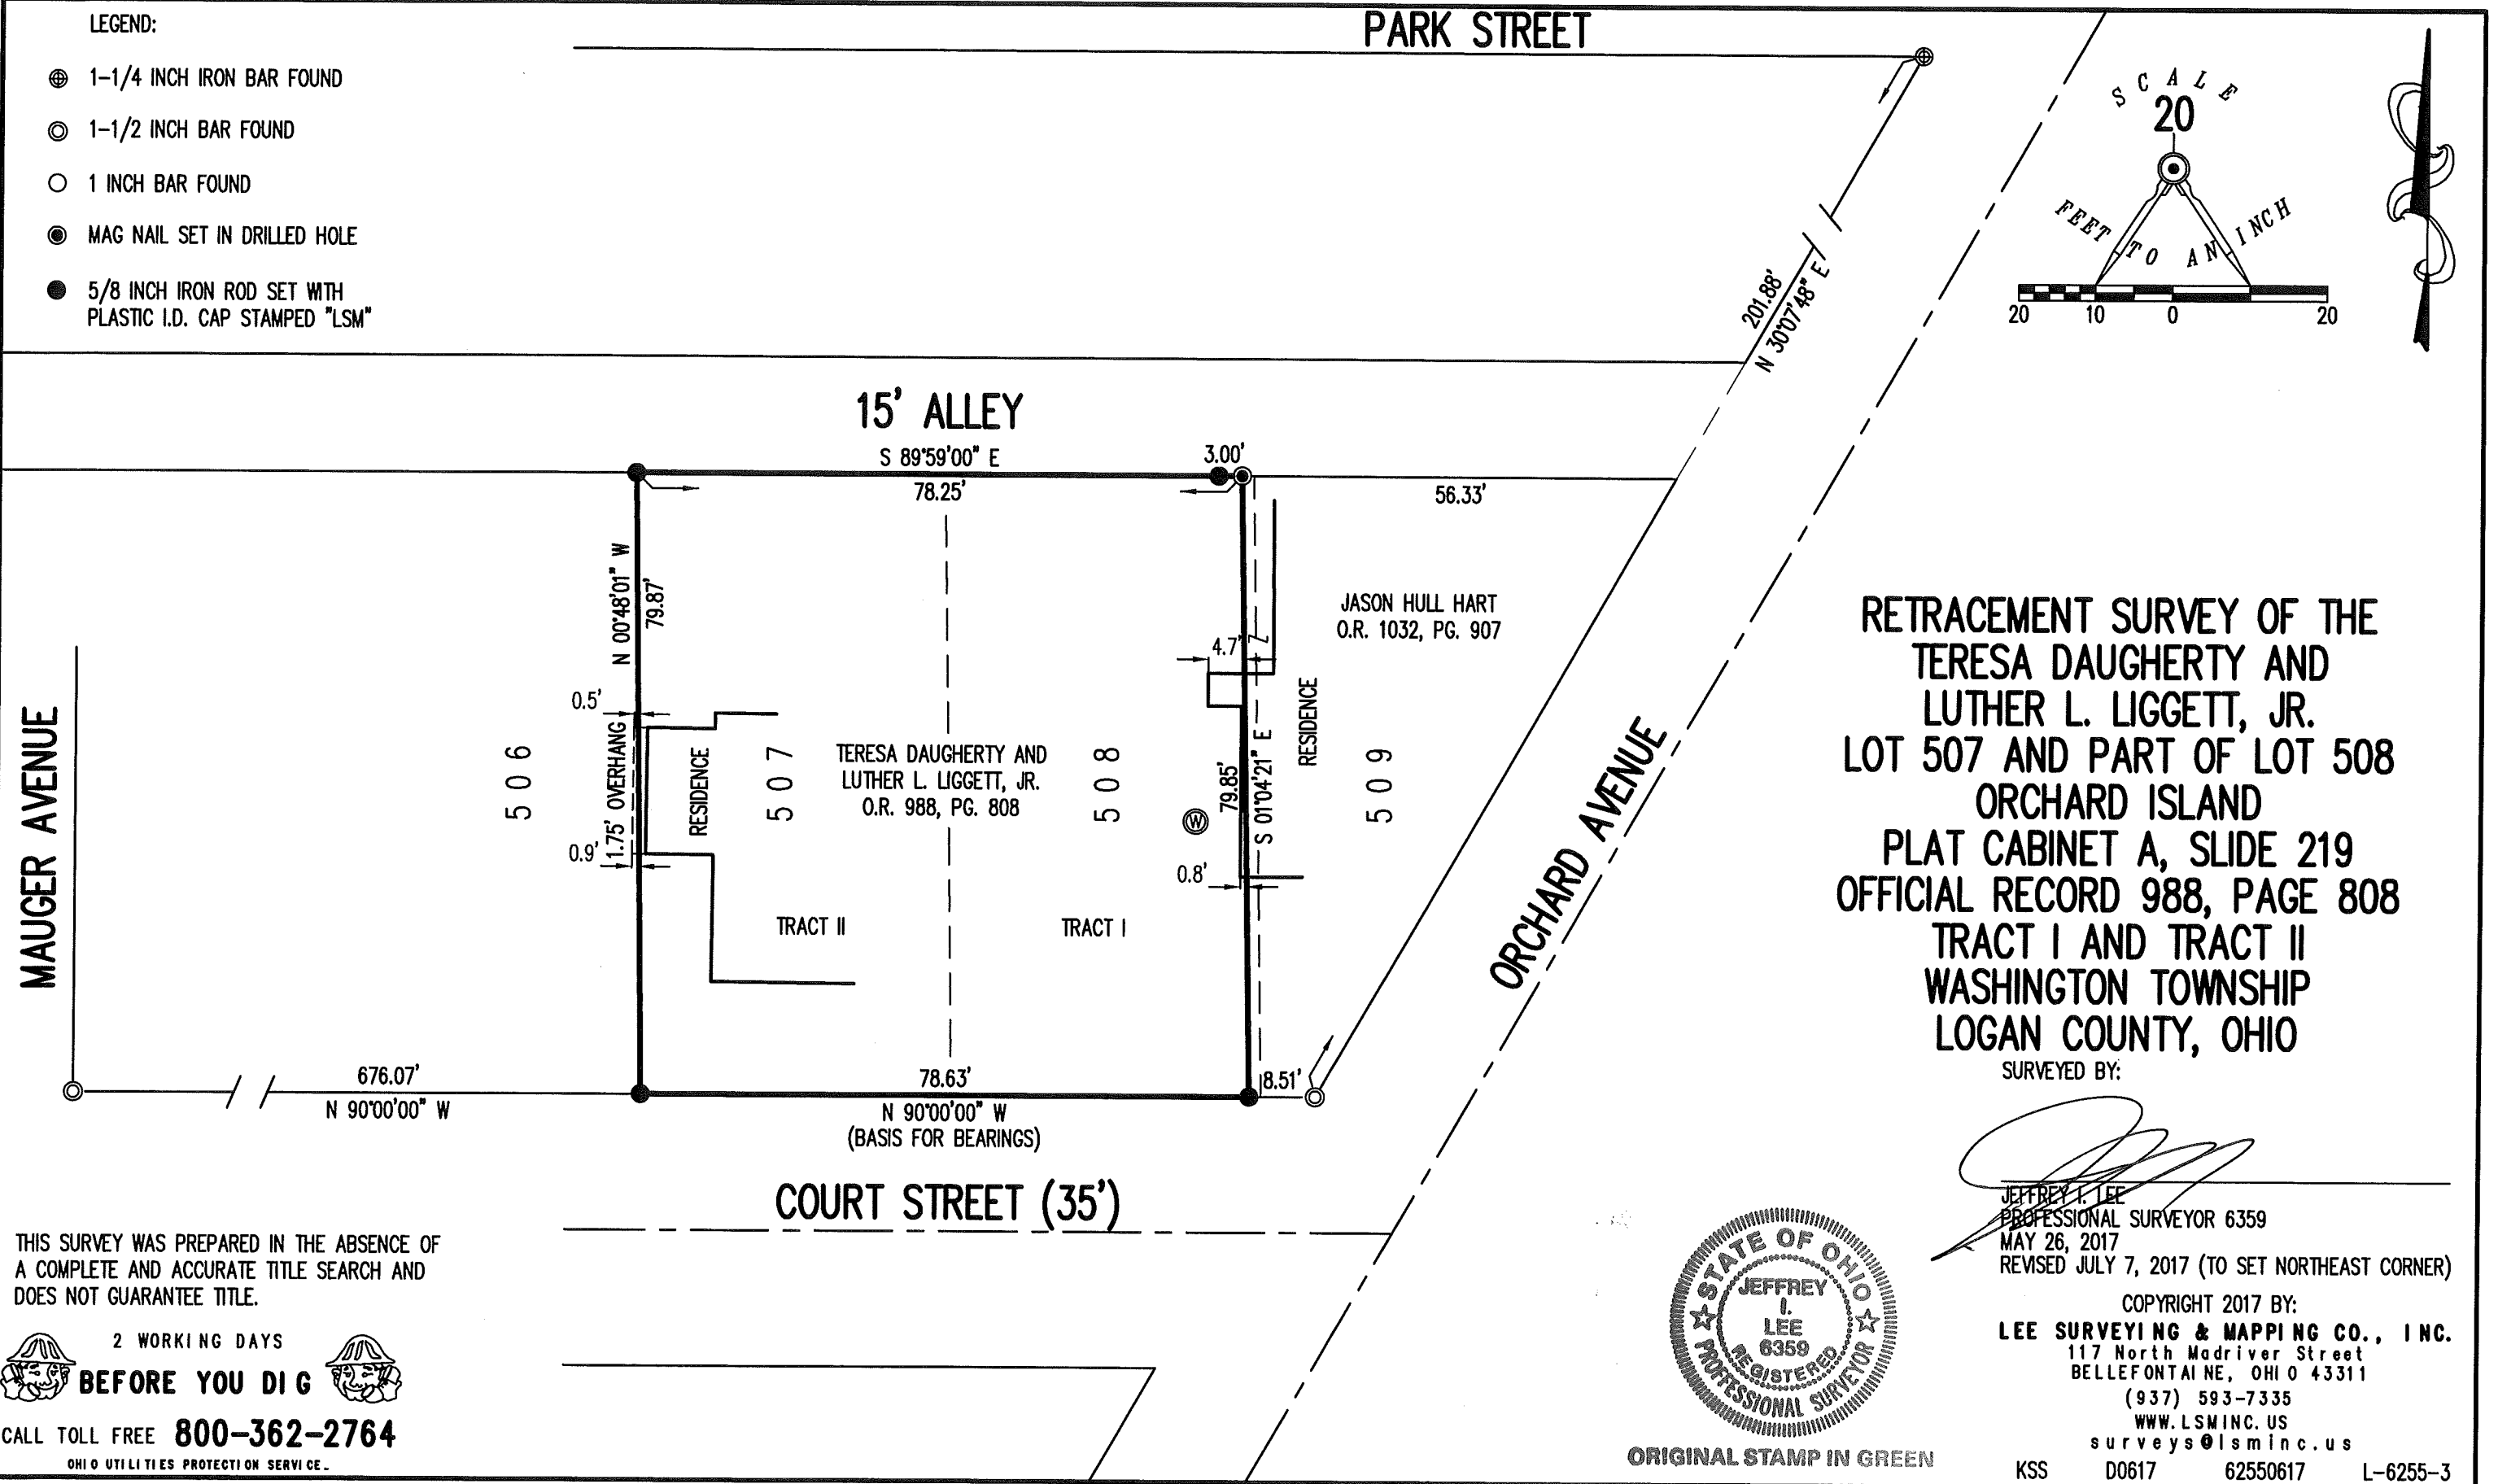 LEGEND:
1-1/4 INCH IRON BAR FOUND
1-1/2 INCH BAR FOUND
1 INCH BAR FOUND
MAG NAIL SET IN DRILLED HOLE
5/8 INCH IRON ROD SET WITH
PLASTIC I.D. CAP STAMPED "LSM"
PARK STREET
SCALE
20
FEET TO AN INCH
20 10 0 20
201.88'
N 30°07'48" E
15' ALLEY
S 89°59'00" E
3.00'
78.25'
56.33'
N 00°48'01" W
79.87'
JASON HULL HART
O.R. 1032, PG. 907
4.7'
0.5'
1.75' OVERHANG
0.9'
RESIDENCE
506
507
TERESA DAUGHERTY AND
LUTHER L. LIGGETT, JR.
O.R. 988, PG. 808
508
W
79.85'
S 01°04'21" E
RESIDENCE
509
0.8'
TRACT II
TRACT I
MAUGER AVENUE
ORCHARD AVENUE
676.07'
N 90°00'00" W
78.63'
N 90°00'00" W
(BASIS FOR BEARINGS)
8.51'
COURT STREET (35')
RETRACEMENT SURVEY OF THE
TERESA DAUGHERTY AND
LUTHER L. LIGGETT, JR.
LOT 507 AND PART OF LOT 508
ORCHARD ISLAND
PLAT CABINET A, SLIDE 219
OFFICIAL RECORD 988, PAGE 808
TRACT I AND TRACT II
WASHINGTON TOWNSHIP
LOGAN COUNTY, OHIO
SURVEYED BY:
JEFFREY I. LEE
PROFESSIONAL SURVEYOR 6359
MAY 26, 2017
REVISED JULY 7, 2017 (TO SET NORTHEAST CORNER)
COPYRIGHT 2017 BY:
LEE SURVEYING & MAPPING CO., INC.
117 North Madriver Street
BELLEFONTAINE, OHIO 43311
(937) 593-7335
WWW.LSMINC.US
surveys@lsminc.us
KSS D0617 62550617 L-6255-3
STATE OF OHIO
JEFFREY
I.
LEE
6359
REGISTERED
PROFESSIONAL SURVEYOR
ORIGINAL STAMP IN GREEN
THIS SURVEY WAS PREPARED IN THE ABSENCE OF
A COMPLETE AND ACCURATE TITLE SEARCH AND
DOES NOT GUARANTEE TITLE.
2 WORKING DAYS
BEFORE YOU DIG
CALL TOLL FREE 800-362-2764
OHIO UTILITIES PROTECTION SERVICE.